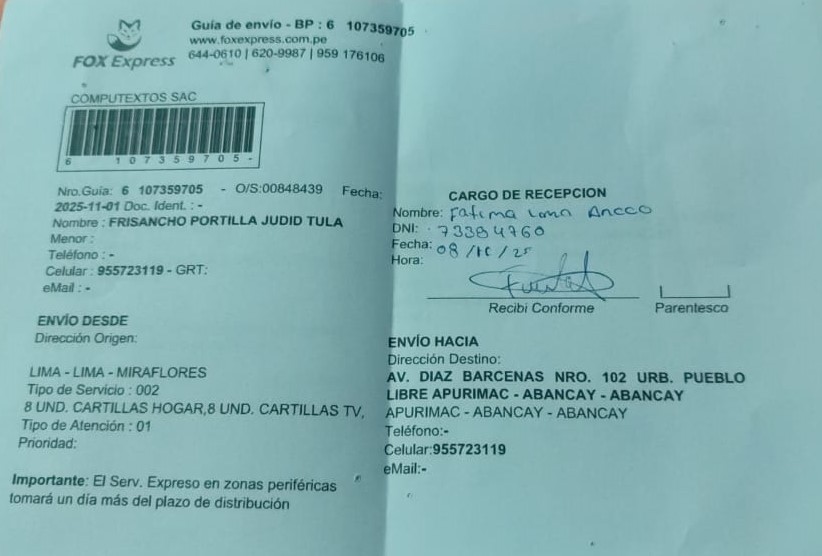 FOX Express
Guía de envío - BP : 6 107359705
www.foxexpress.com.pe
644-0610 | 620-9987 | 959 176106
COMPUTEXTOS SAC
6 107359705-
Nro.Guía: 6 107359705 - O/S:00848439 Fecha:
2025-11-01 Doc. Ident. : -
Nombre : FRISANCHO PORTILLA JUDID TULA
Menor :
Teléfono : -
Celular : 955723119 - GRT:
eMail : -
ENVÍO DESDE
Dirección Origen:
LIMA - LIMA - MIRAFLORES
Tipo de Servicio : 002
8 UND. CARTILLAS HOGAR,8 UND. CARTILLAS TV,
Tipo de Atención : 01
Prioridad:
Importante: El Serv. Expreso en zonas periféricas
tomará un día más del plazo de distribución
CARGO DE RECEPCION
Nombre: Fatima Ancco
DNI: 73384760
Fecha: 08 / / 25
Hora:
Recibi Conforme
Parentesco
ENVÍO HACIA
Dirección Destino:
AV. DIAZ BARCENAS NRO. 102 URB. PUEBLO
LIBRE APURIMAC - ABANCAY - ABANCAY
APURIMAC - ABANCAY - ABANCAY
Teléfono:-
Celular:955723119
eMail:-